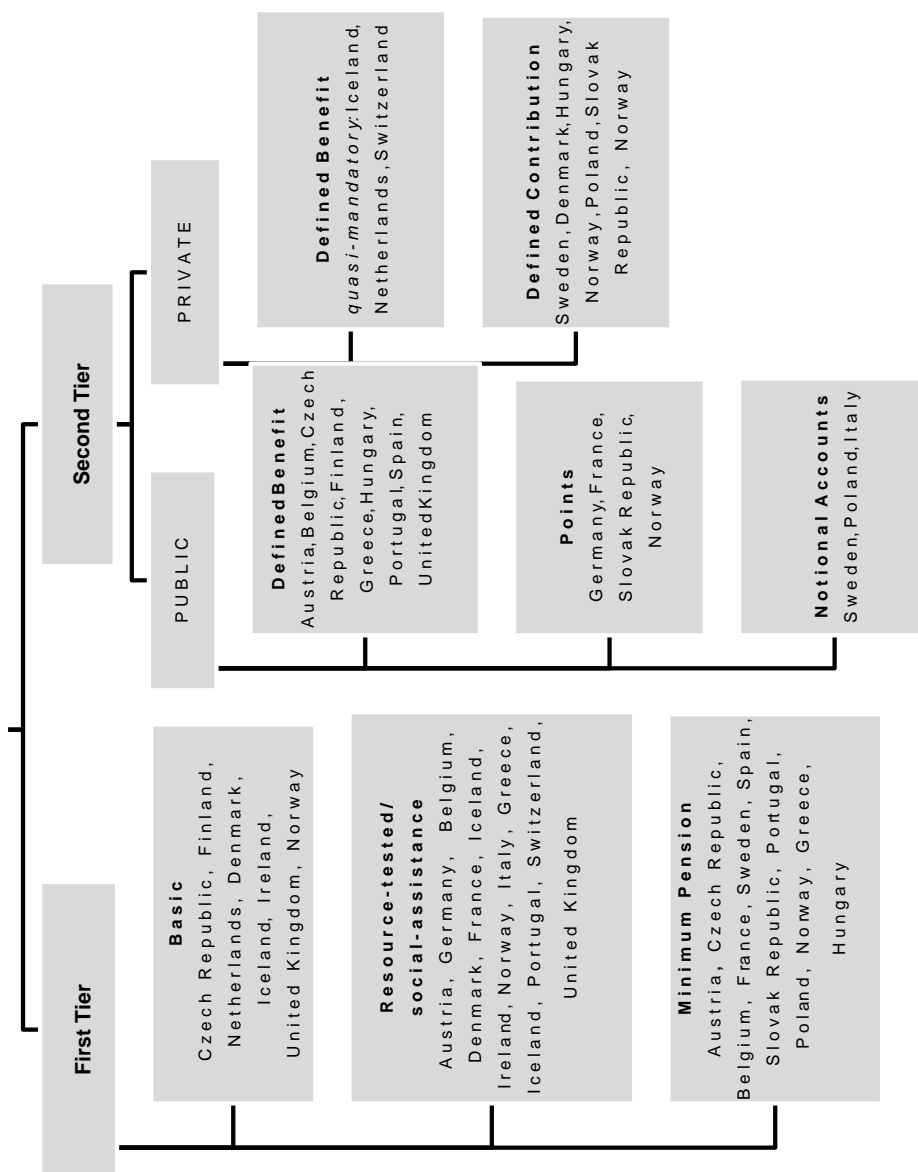 First Tier
Basic
Czech Republic, Finland,
Netherlands, Denmark,
Iceland, Ireland,
United Kingdom, Norway
Resource-tested/
social-assistance
Austria, Germany, Belgium,
Denmark, France, Iceland,
Ireland, Norway, Italy, Greece,
Iceland, Portugal, Switzerland,
United Kingdom
Minimum Pension
Austria, Czech Republic,
Belgium, France, Sweden, Spain,
Slovak Republic, Portugal,
Poland, Norway, Greece,
Hungary
Second Tier
PUBLIC
Defined Benefit
Austria, Belgium, Czech
Republic, Finland,
Greece, Hungary,
Portugal, Spain,
United Kingdom
Points
Germany, France,
Slovak Republic,
Norway
Notional Accounts
Sweden, Poland, Italy
PRIVATE
Defined Benefit
quasi-mandatory: Iceland,
Netherlands, Switzerland
Defined Contribution
Sweden, Denmark, Hungary,
Norway, Poland, Slovak
Republic, Norway